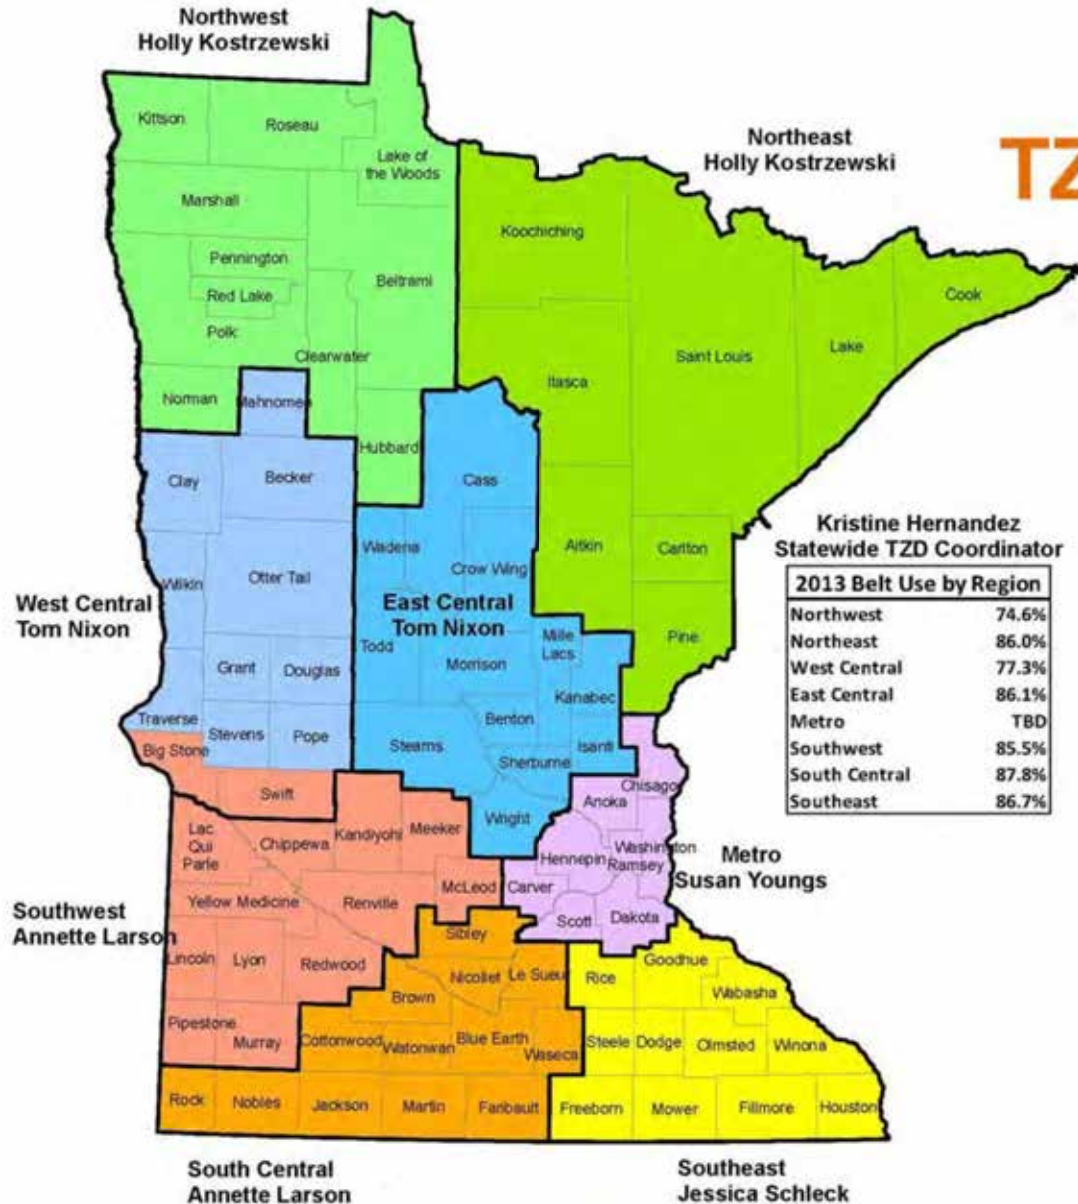 Northwest
Holly Kostrzewski
Northeast
Holly Kostrzewski
TZ
Kittson
Roseau
Lake of
the Woods
Marshall
Koochiching
Pennington
Beltrami
Red Lake
Cook
Polk
Lake
Clearwater
Saint Louis
Itasca
Norman
Mahnomen
Hubbard
Clay
Becker
Cass
Kristine Hernandez
Statewide TZD Coordinator
2013 Belt Use by Region
Northwest 74.6%
Northeast 86.0%
West Central 77.3%
East Central 86.1%
Metro TBD
Southwest 85.5%
South Central 87.8%
Southeast 86.7%
Wadena
Aitkin
Carlton
Crow Wing
Wilkin
Otter Tail
West Central
Tom Nixon
East Central
Tom Nixon
Mille
Lacs
Pine
Todd
Morrison
Grant
Douglas
Kanabec
Traverse
Stevens
Pope
Benton
Big Stone
Stearns
Isanti
Sherburne
Swift
Chisago
Anoka
Wright
Lac
Qui
Parle
Chippewa
Kandiyohi
Meeker
Washington
Hennepin
Ramsey
Metro
Susan Youngs
McLeod
Carver
Yellow Medicine
Renville
Southwest
Annette Larson
Scott
Dakota
Sibley
Lincoln
Lyon
Redwood
Nicollet
Le Sueur
Rice
Goodhue
Wabasha
Brown
Pipestone
Murray
Cottonwood
Watonwan
Blue Earth
Waseca
Steele
Dodge
Olmsted
Winona
Rock
Nobles
Jackson
Martin
Faribault
Freeborn
Mower
Fillmore
Houston
South Central
Annette Larson
Southeast
Jessica Schleck